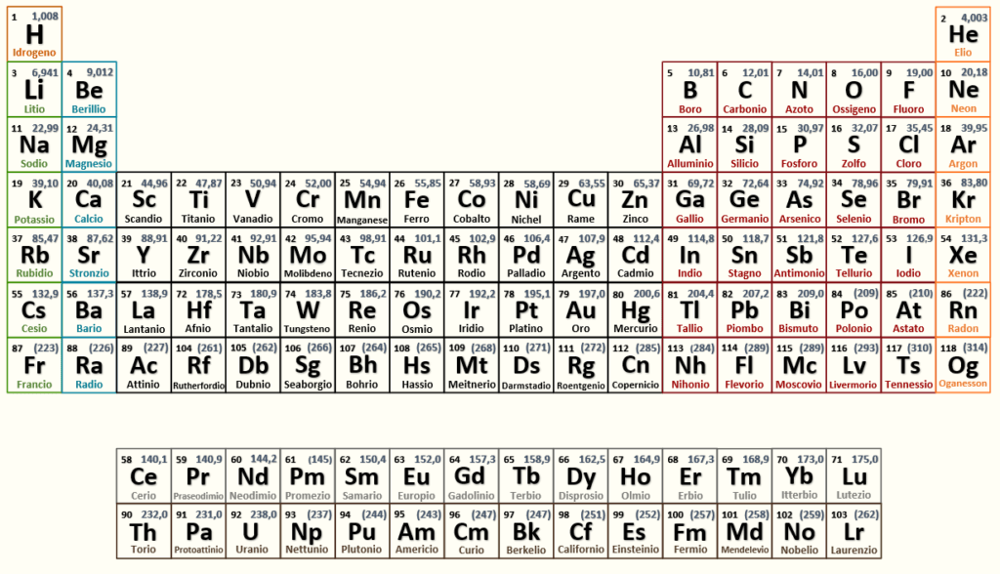 1 1,008 2 4,003
H He
Idrogeno Elio
3 6,941 4 9,012 5 10,81 6 12,01 7 14,01 8 16,00 9 19,00 10 20,18
Li Be B C N O F Ne
Litio Berillio Boro Carbonio Azoto Ossigeno Fluoro Neon
11 22,99 12 24,31 13 26,98 14 28,09 15 30,97 16 32,07 17 35,45 18 39,95
Na Mg Al Si P S Cl Ar
Sodio Magnesio Alluminio Silicio Fosforo Zolfo Cloro Argon
19 39,10 20 40,08 21 44,96 22 47,87 23 50,94 24 52,00 25 54,94 26 55,85 27 58,93 28 58,69 29 63,55 30 65,37 31 69,72 32 72,64 33 74,92 34 78,96 35 79,91 36 83,80
K Ca Sc Ti V Cr Mn Fe Co Ni Cu Zn Ga Ge As Se Br Kr
Potassio Calcio Scandio Titanio Vanadio Cromo Manganese Ferro Cobalto Nichel Rame Zinco Gallio Germanio Arsenico Selenio Bromo Kripton
37 85,47 38 87,62 39 88,91 40 91,22 41 92,91 42 95,94 43 98,91 44 101,1 45 102,9 46 106,4 47 107,9 48 112,4 49 114,8 50 118,7 51 121,8 52 127,6 53 126,9 54 131,3
Rb Sr Y Zr Nb Mo Tc Ru Rh Pd Ag Cd In Sn Sb Te I Xe
Rubidio Stronzio Ittrio Zirconio Niobio Molibdeno Tecnezio Rutenio Rodio Palladio Argento Cadmio Indio Stagno Antimonio Tellurio Iodio Xenon
55 132,9 56 137,3 57 138,9 72 178,5 73 180,9 74 183,8 75 186,2 76 190,2 77 192,2 78 195,1 79 197,0 80 200,6 81 204,4 82 207,2 83 209,0 84 (209) 85 (210) 86 (222)
Cs Ba La Hf Ta W Re Os Ir Pt Au Hg Tl Pb Bi Po At Rn
Cesio Bario Lantanio Afnio Tantalio Tungsteno Renio Osmio Iridio Platino Oro Mercurio Tallio Piombo Bismuto Polonio Astato Radon
87 (223) 88 (226) 89 (227) 104 (261) 105 (262) 106 (266) 107 (264) 108 (265) 109 (268) 110 (271) 111 (272) 112 (285) 113 (284) 114 (289) 115 (289) 116 (293) 117 (310) 118 (314)
Fr Ra Ac Rf Db Sg Bh Hs Mt Ds Rg Cn Nh Fl Mc Lv Ts Og
Francio Radio Attinio Rutherfordio Dubnio Seaborgio Bohrio Hassio Meitnerio Darmstadio Roentgenio Copernicio Nihonio Flevorio Moscovio Livermorio Tennessio Oganesson
58 140,1 59 140,9 60 144,2 61 (145) 62 150,4 63 152,0 64 157,3 65 158,9 66 162,5 67 164,9 68 167,3 69 168,9 70 173,0 71 175,0
Ce Pr Nd Pm Sm Eu Gd Tb Dy Ho Er Tm Yb Lu
Cerio Praseodimio Neodimio Promezio Samario Europio Gadolinio Terbio Disprosio Olmio Erbio Tulio Itterbio Lutezio
90 232,0 91 231,0 92 238,0 93 (237) 94 (244) 95 (243) 96 (247) 97 (247) 98 (251) 99 (252) 100 (257) 101 (258) 102 (259) 103 (262)
Th Pa U Np Pu Am Cm Bk Cf Es Fm Md No Lr
Torio Protoattinio Uranio Nettunio Plutonio Americio Curio Berkelio Californio Einsteinio Fermio Mendelevio Nobelio Laurenzio